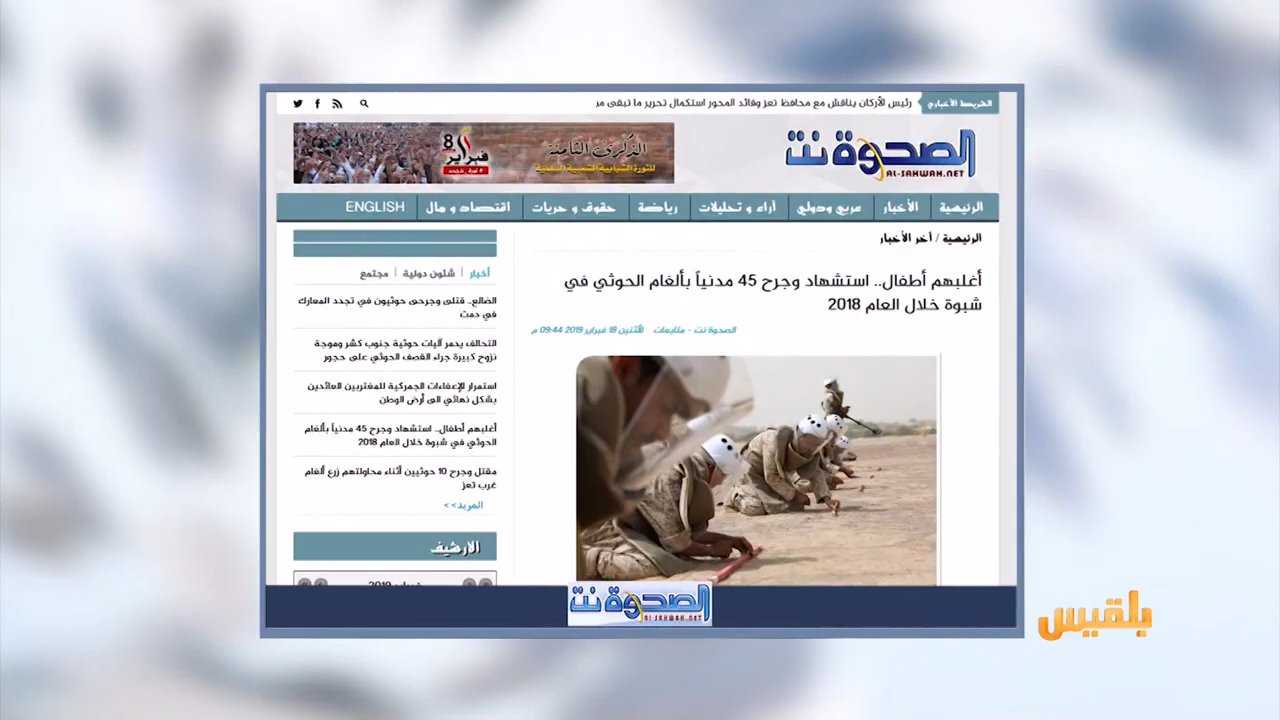 الشريط الأخباري
رئيس الأركان يناقش مع محافظ تعز وقائد المحور استكمال تحرير ما تبقى مر
الصحوة نت
AL-SAHWAH.NET
الذكرى الثامنة
للثورة الشبابية الشعبية السلمية
8
فبراير
الرئيسية
الأخبار
عربي ودولي
آراء و تحليلات
رياضة
حقوق و حريات
اقتصاد و مال
ENGLISH
الرئيسية / آخر الأخبار
أغلبهم أطفال.. استشهاد وجرح 45 مدنياً بألغام الحوثي في
شبوة خلال العام 2018
الصحوة نت - متابعات الأثنين 18 فبراير 2019 09:44 م
أخبار | شئون دولية | مجتمع
الضالع.. قتلى وجرحى حوثيون في تجدد المعارك
في دمت
التحالف يدمر آليات حوثية جنوب كشر وموجة
نزوح كبيرة جراء القصف الحوثي على حجور
استمرار الإعفاءات الجمركية للمغتربين العائدين
بشكل نهائي الى أرض الوطن
أغلبهم أطفال.. استشهاد وجرح 45 مدنياً بألغام
الحوثي في شبوة خلال العام 2018
مقتل وجرح 10 حوثيين أثناء محاولتهم زرع ألغام
غرب تعز
المزيد>>
الارشيف
فبراير 2019
الصحوة نت
AL-SAHWAH.NET
بلقيس